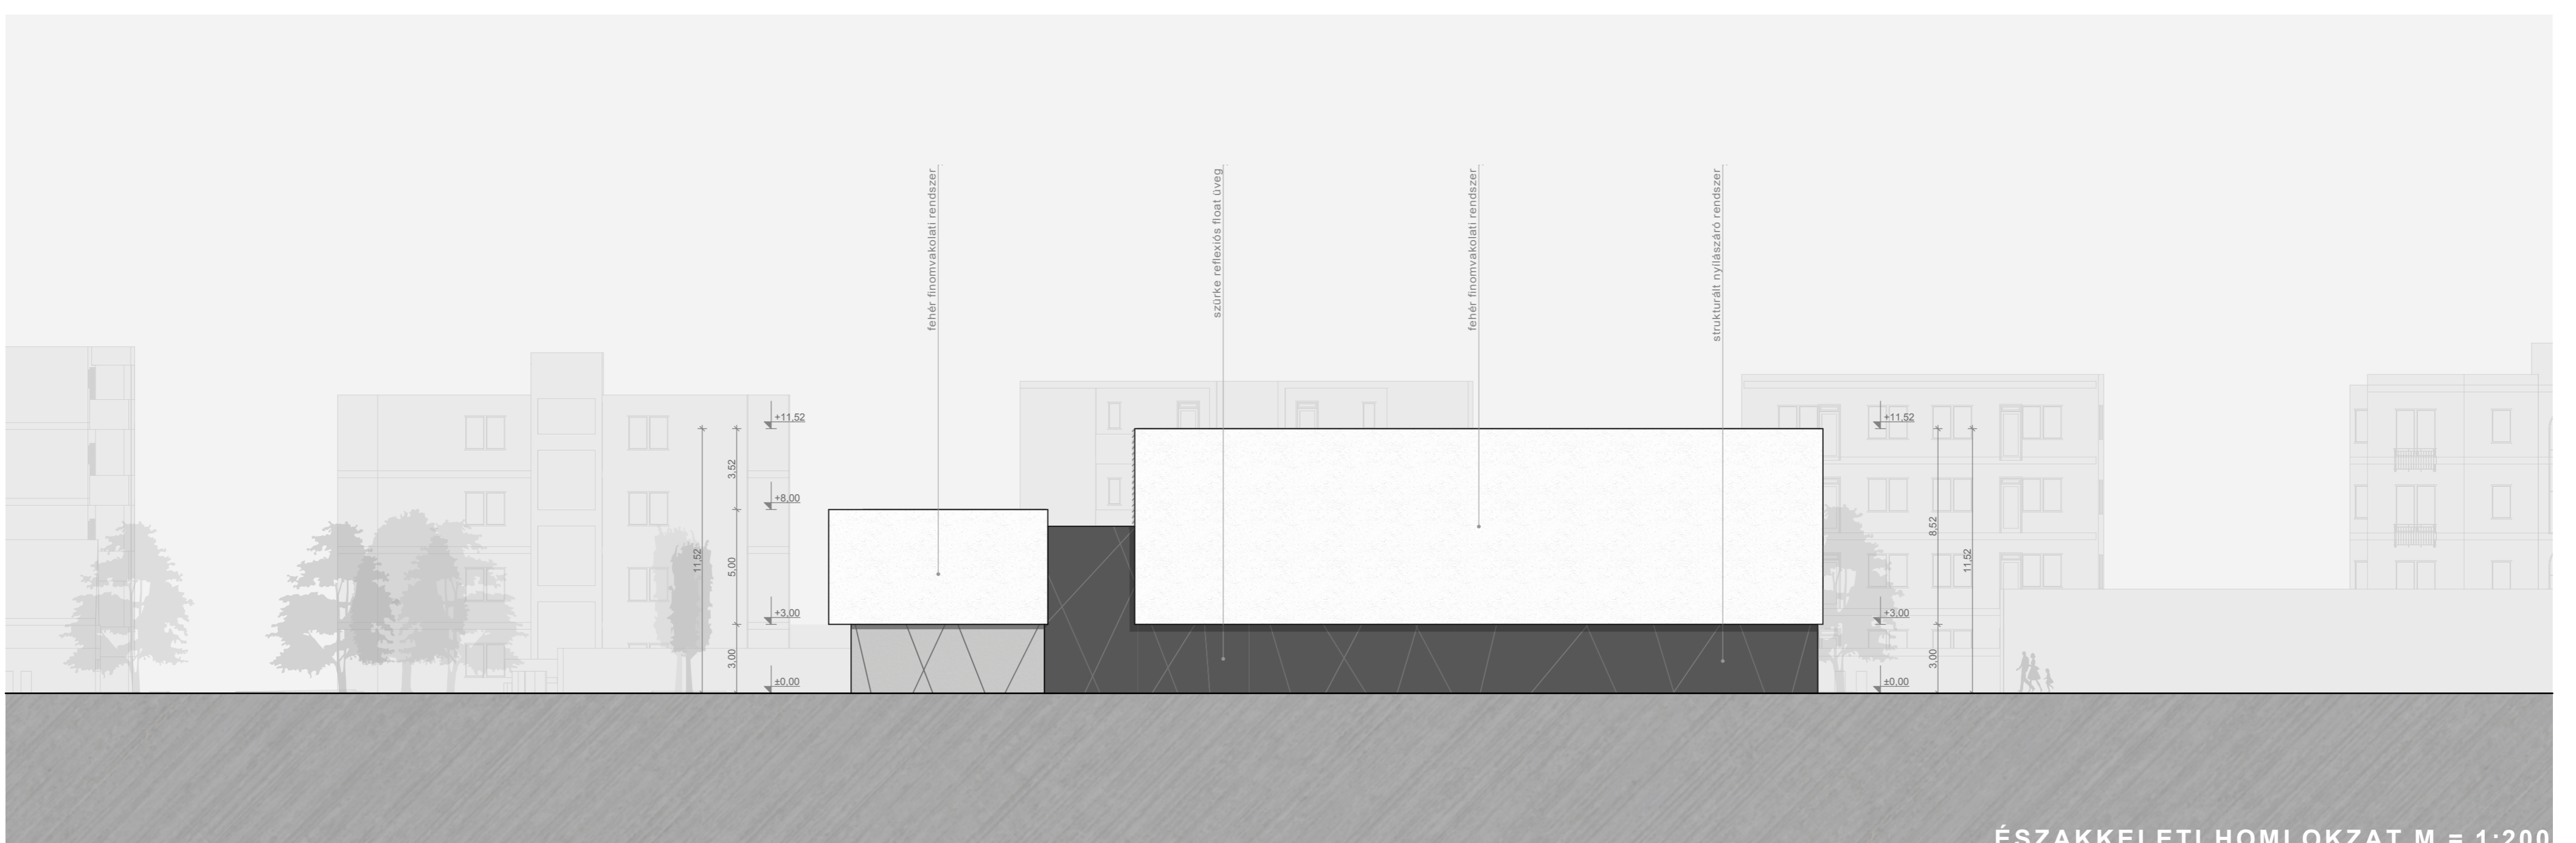 fehér finomvakolati rendszer
szürke reflexiós float üveg
fehér finomvakolati rendszer
strukturált nyílászáró rendszer
+11,52
3,52
+8,00
11,52
5,00
+3,00
3,00
±0,00
+11,52
8,52
11,52
+3,00
3,00
±0,00
ÉSZAKKELETI HOMLOKZAT M = 1:200